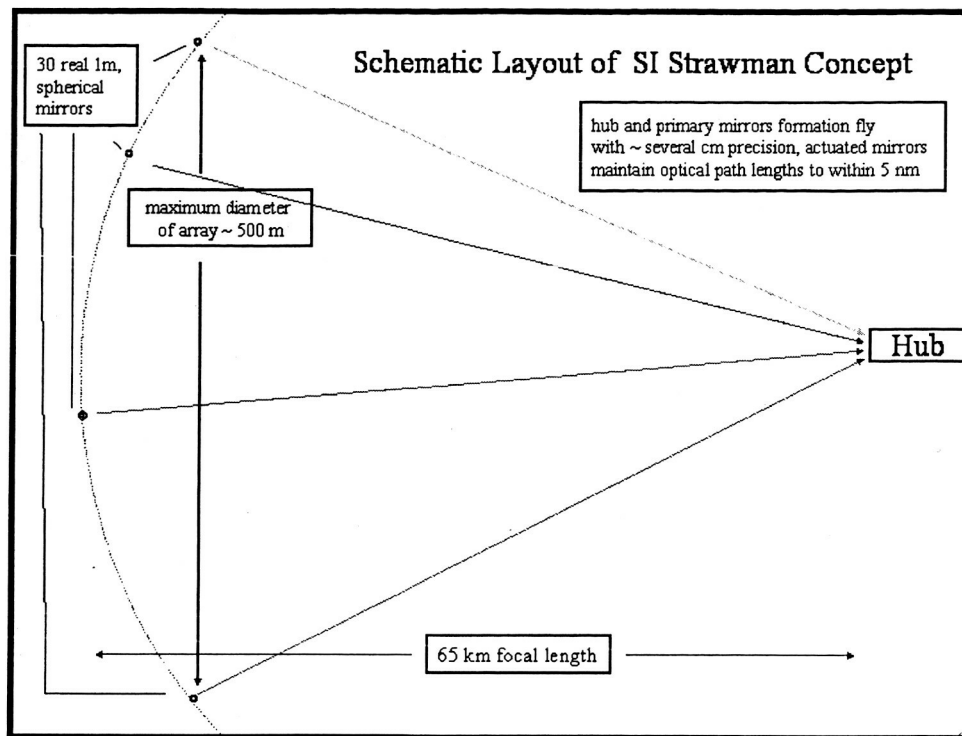 Schematic Layout of SI Strawman Concept
30 real 1m,
spherical
mirrors
hub and primary mirrors formation fly
with ~ several cm precision, actuated mirrors
maintain optical path lengths to within 5 nm
maximum diameter
of array ~ 500 m
Hub
65 km focal length